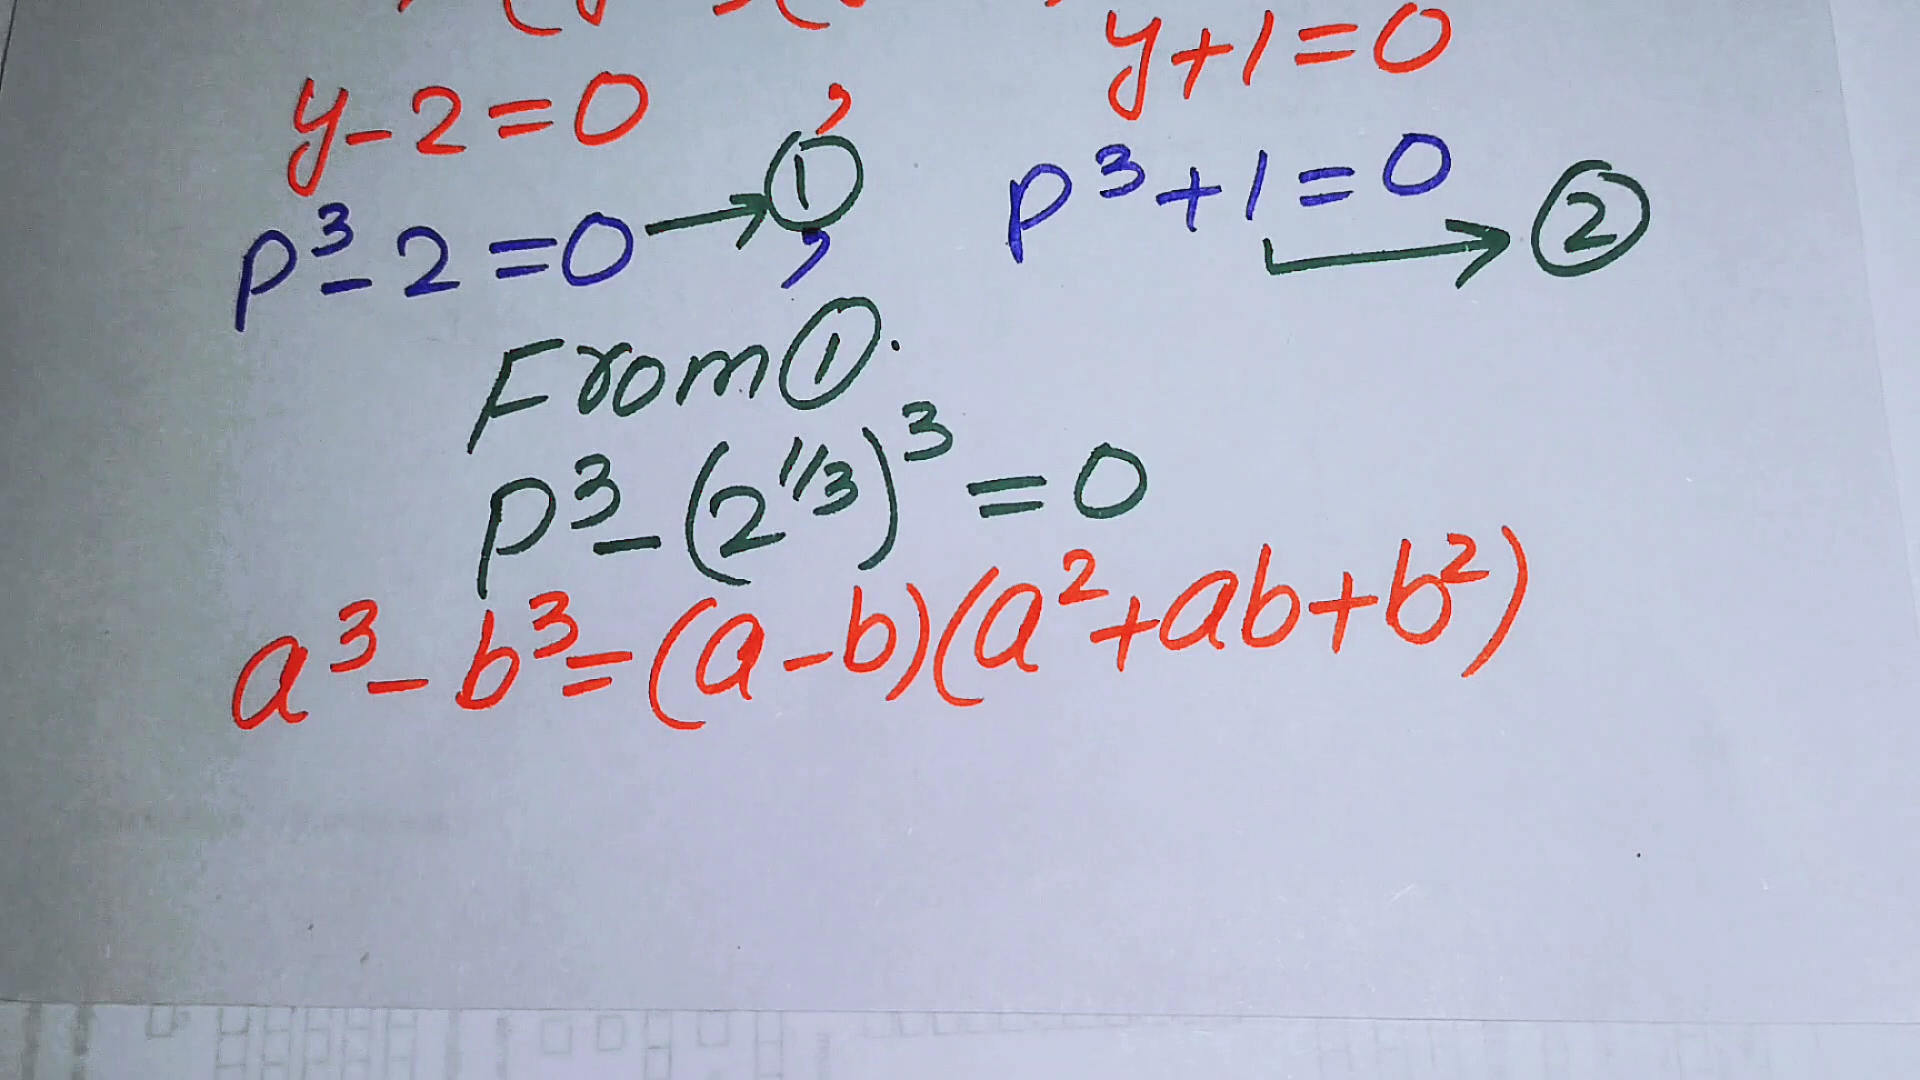 y-2=0 , y+1=0
p³-2=0 → ① , p³+1=0 → ②
From ①.
p³-(2^1/3)³=0
a³-b³=(a-b)(a²+ab+b²)